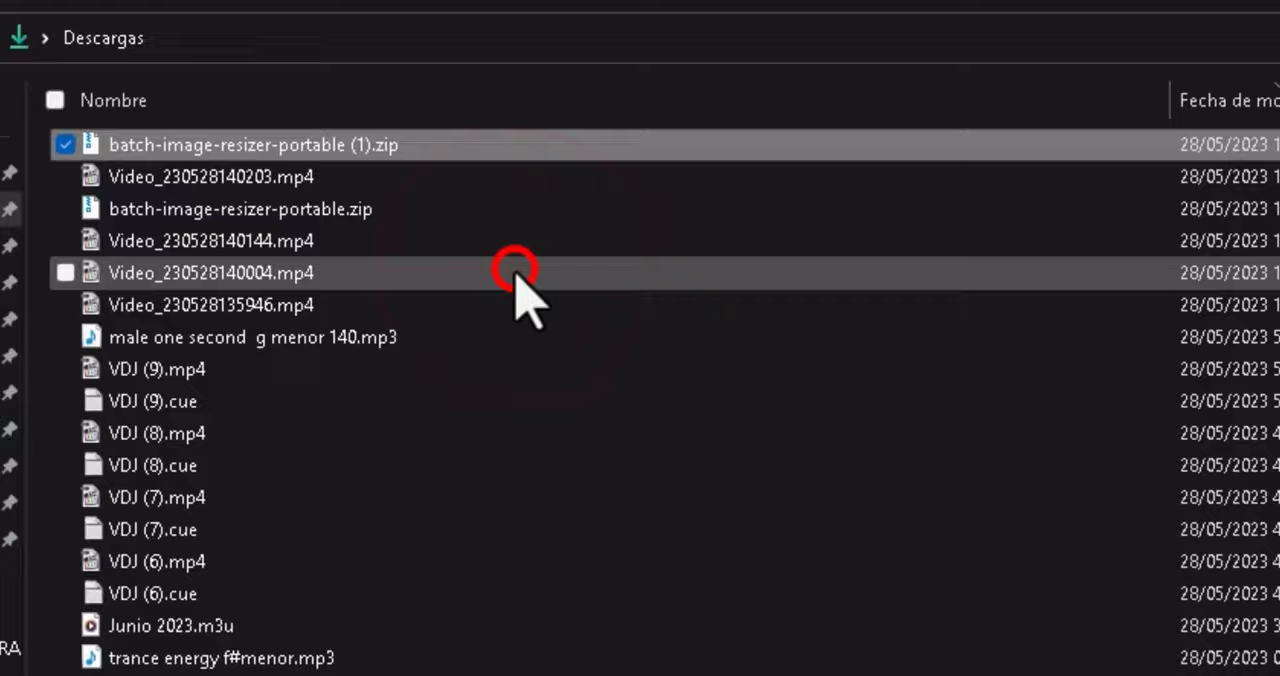 Descargas
Nombre Fecha de mo
batch-image-resizer-portable (1).zip 28/05/2023 1
Video_230528140203.mp4 28/05/2023 1
batch-image-resizer-portable.zip 28/05/2023 1
Video_230528140144.mp4 28/05/2023 1
Video_230528140004.mp4 28/05/2023 1
Video_230528135946.mp4 28/05/2023 1
male one second g menor 140.mp3 28/05/2023 5
VDJ (9).mp4 28/05/2023 5
VDJ (9).cue 28/05/2023 5
VDJ (8).mp4 28/05/2023 4
VDJ (8).cue 28/05/2023 4
VDJ (7).mp4 28/05/2023 4
VDJ (7).cue 28/05/2023 4
VDJ (6).mp4 28/05/2023 4
VDJ (6).cue 28/05/2023 4
Junio 2023.m3u 28/05/2023 3
RA
trance energy f#menor.mp3 28/05/2023 0